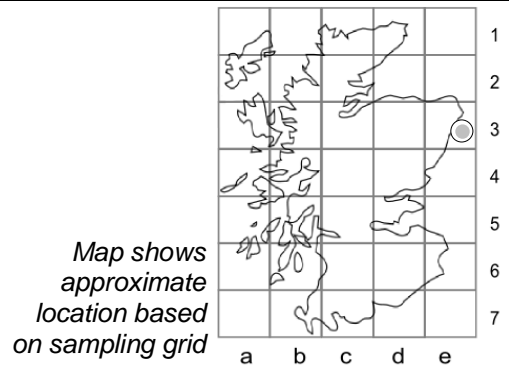 1
2
3
4
5
6
7
Map shows
approximate
location based
on sampling grid
a b c d e